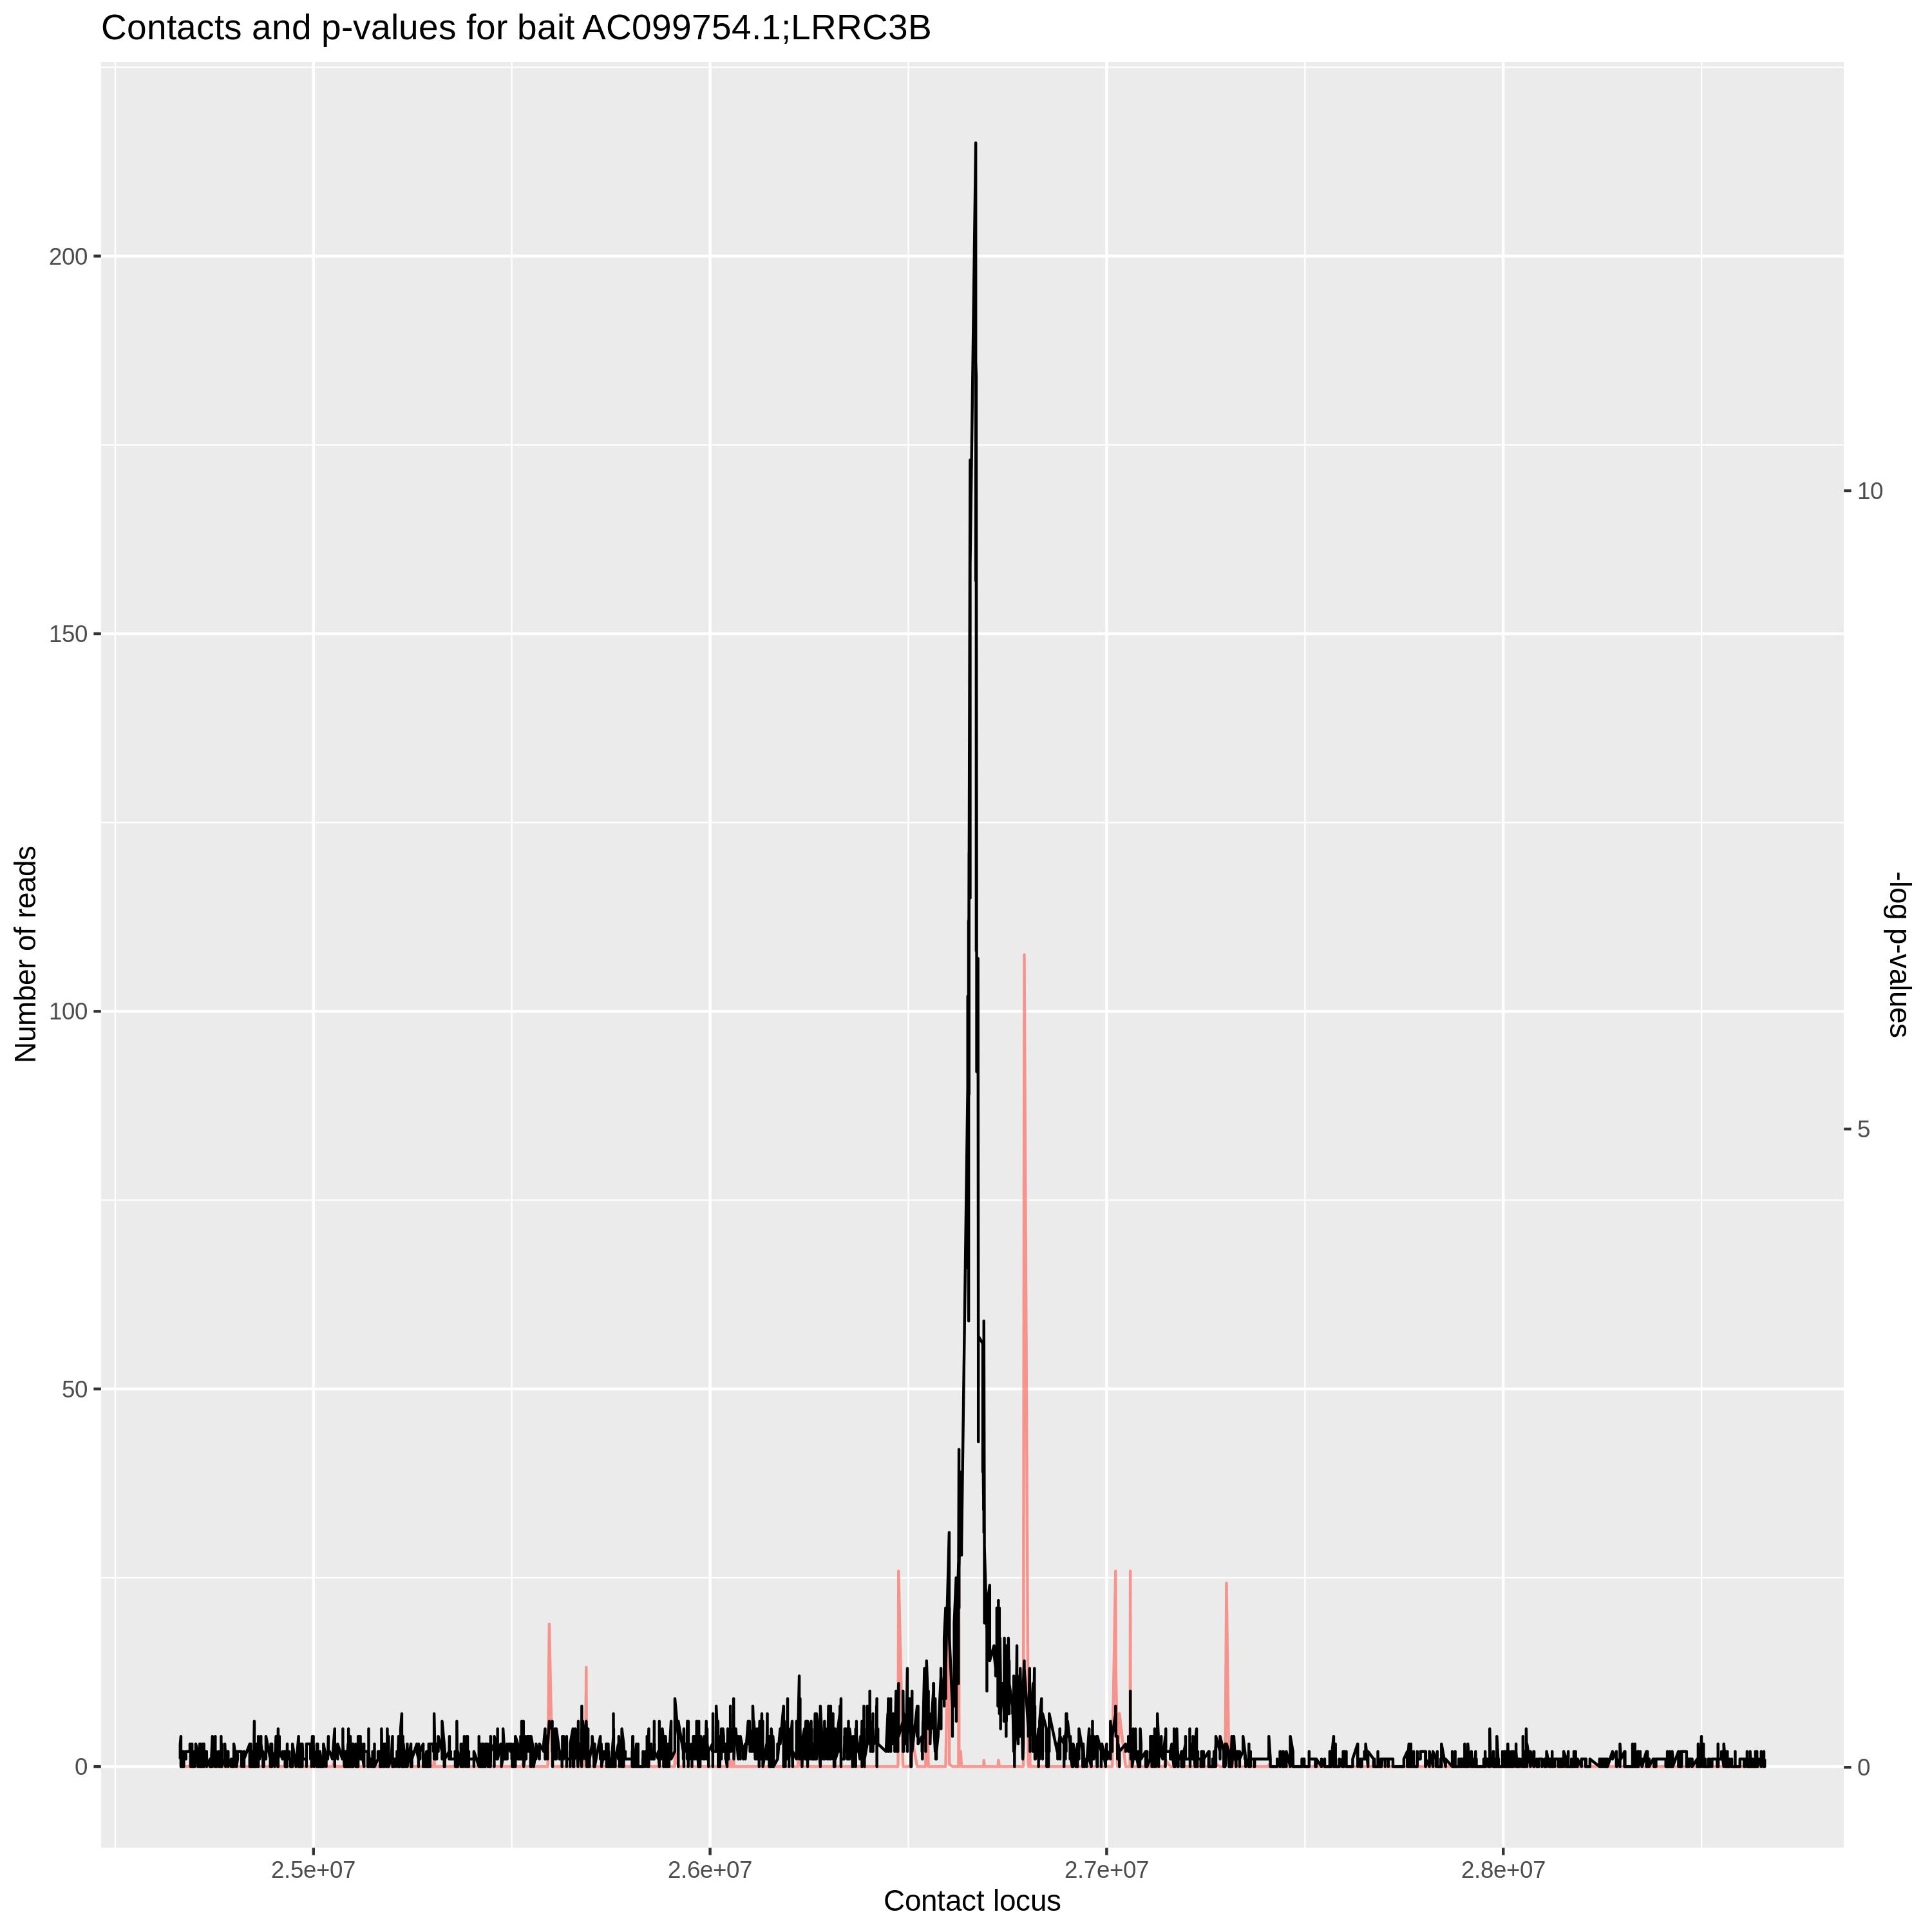 Contacts and p-values for bait AC099754.1;LRRC3B
200
150
100
50
0
Number of reads
10
5
0
-log p-values
2.5e+07
2.6e+07
2.7e+07
2.8e+07
Contact locus